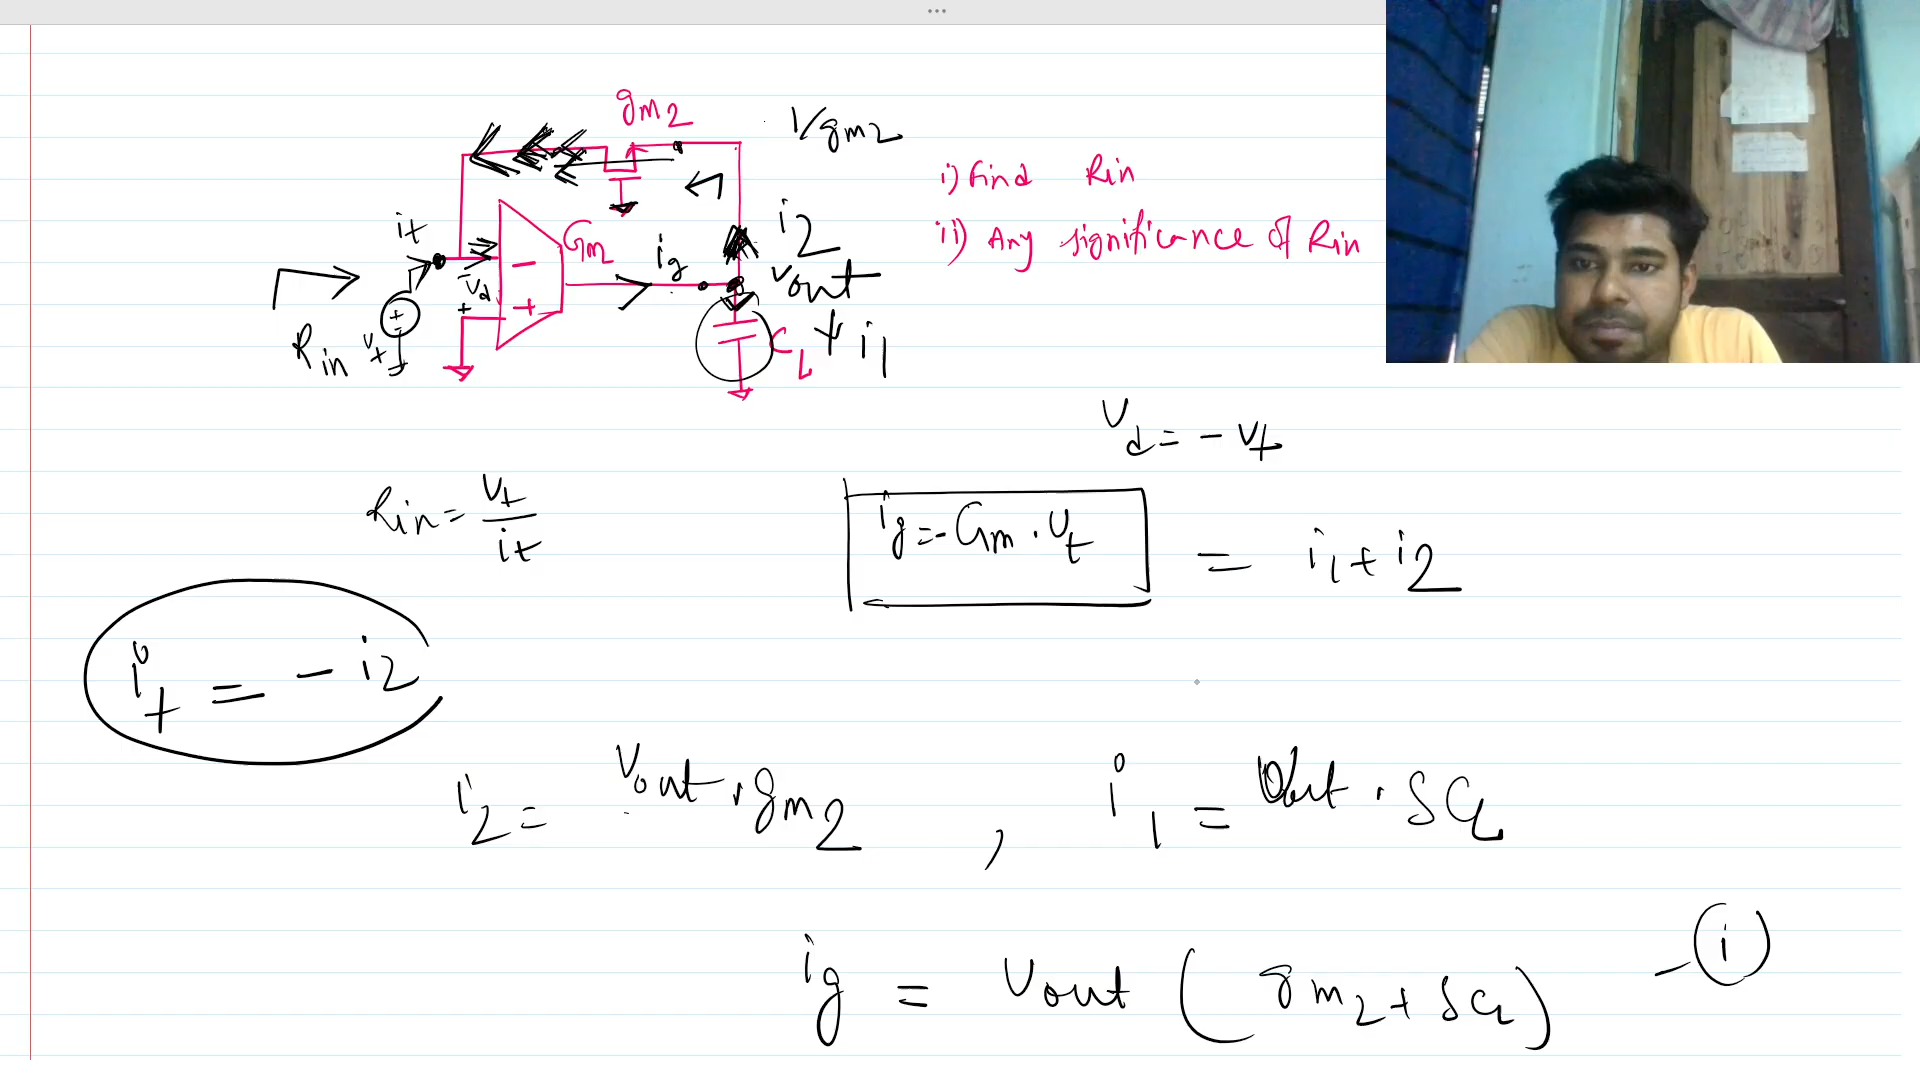 gm2
1/gm2
i) Find Rin
ii) Any significance of Rin
it
Gm
ig
i2
vout
- vd +
- +
Rin
vt
+ -
CL
i1
vd = - vt
Rin = vt / it
ig = - Gm . vt = i1 + i2
it = - i2
i2 = vout . gm2 , i1 = vout . sCL
ig = vout ( gm2 + sCL ) - (i)